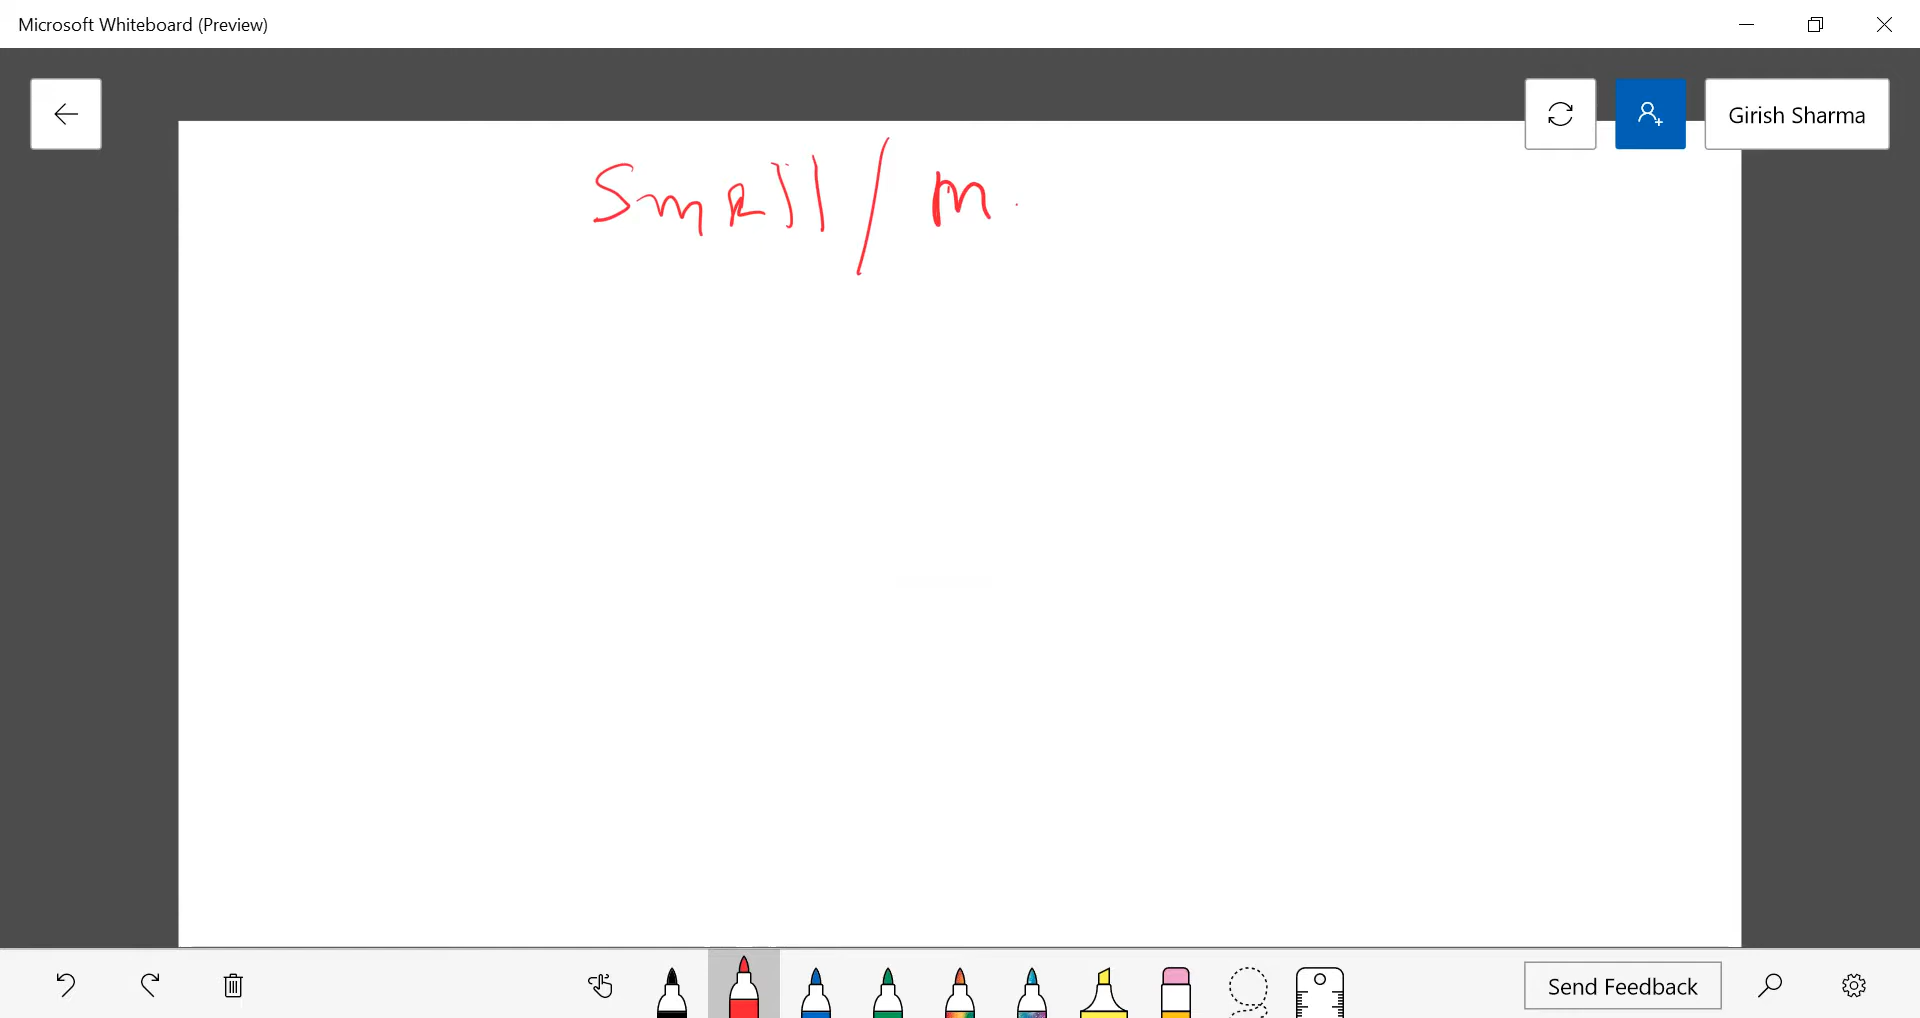 Microsoft Whiteboard (Preview)
Girish Sharma
Small / m
Send Feedback